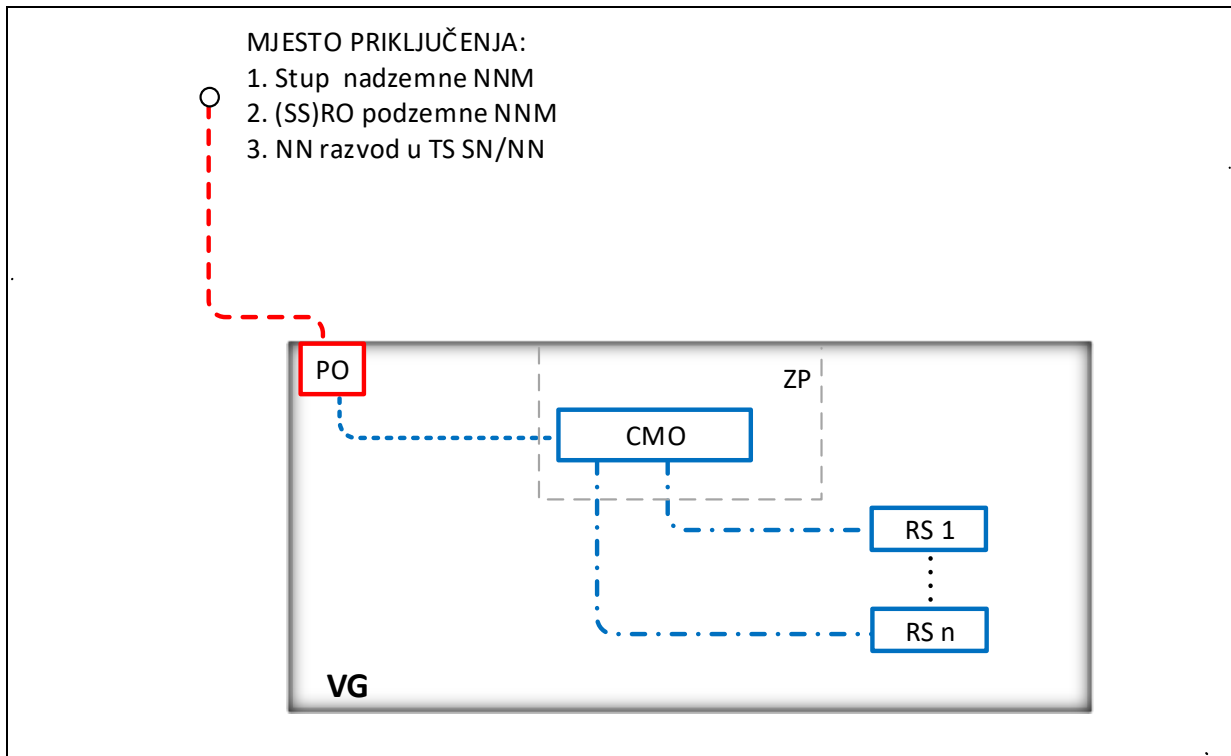 MJESTO PRIKLJUČENJA:
1. Stup nadzemne NNM
2. (SS)RO podzemne NNM
3. NN razvod u TS SN/NN
PO
ZP
CMO
RS 1
RS n
VG